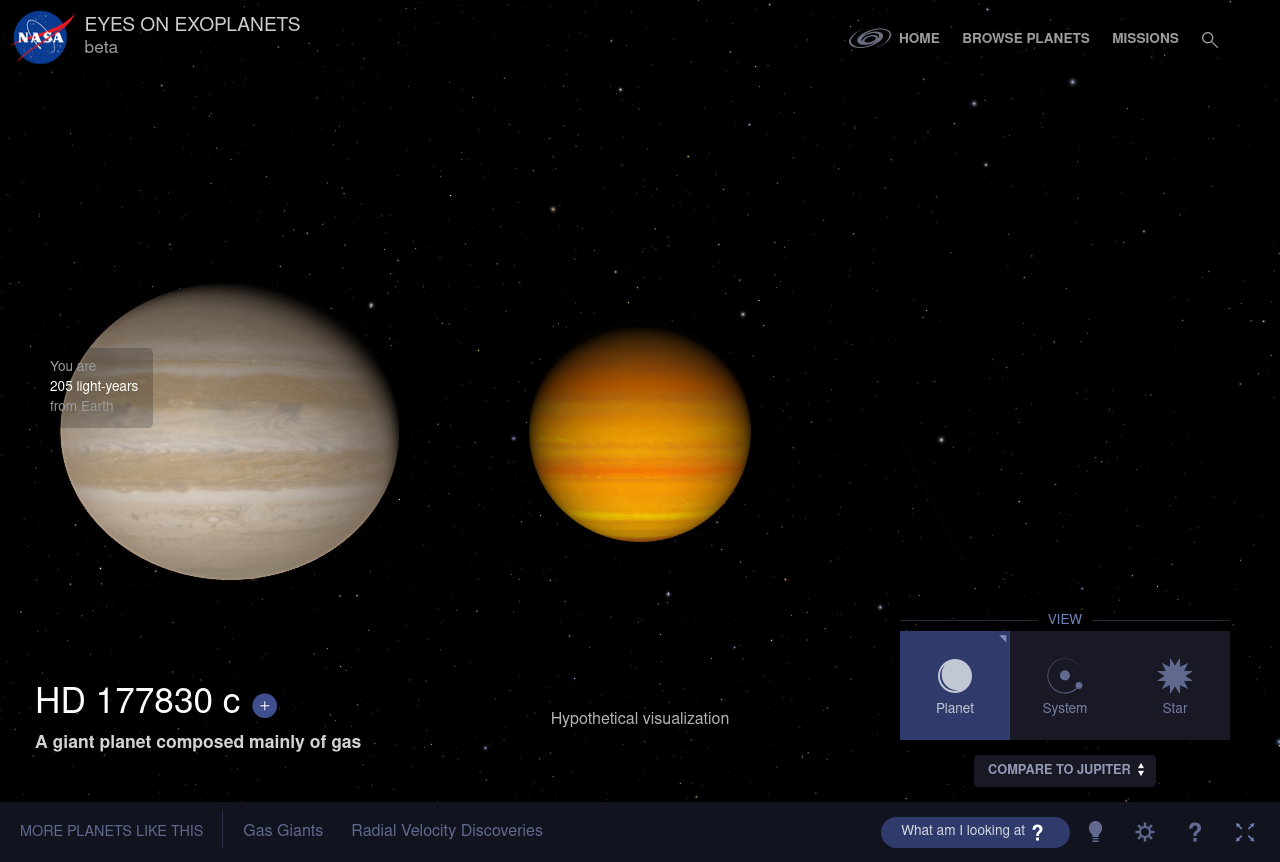 NASA
EYES ON EXOPLANETS
beta
HOME
BROWSE PLANETS
MISSIONS
You are
205 light-years
from Earth
VIEW
Planet
System
Star
HD 177830 c +
A giant planet composed mainly of gas
Hypothetical visualization
COMPARE TO JUPITER
MORE PLANETS LIKE THIS
Gas Giants
Radial Velocity Discoveries
What am I looking at ?
?